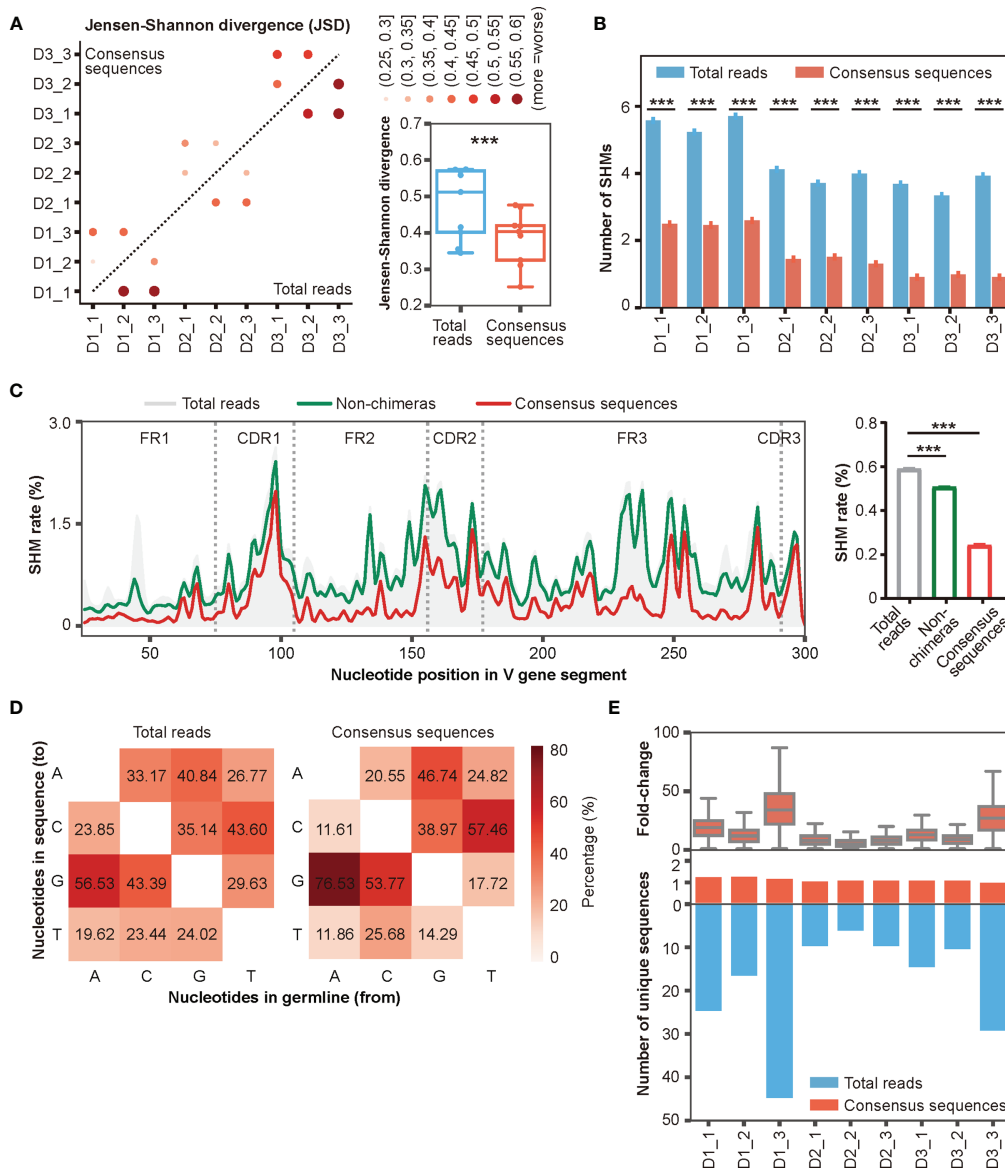 A
Jensen-Shannon divergence (JSD)
Consensus
sequences
D3_3
D3_2
D3_1
D2_3
D2_2
D2_1
D1_3
D1_2
D1_1
Total reads
D1_1
D1_2
D1_3
D2_1
D2_2
D2_3
D3_1
D3_2
D3_3
(0.25, 0.3]
(0.3, 0.35]
(0.35, 0.4]
(0.4, 0.45]
(0.45, 0.5]
(0.5, 0.55]
(0.55, 0.6]
(more =worse)
Jensen-Shannon divergence
0.7
0.6
0.5
0.4
0.3
0.2
***
Total
reads
Consensus
sequences
B
Total reads
Consensus sequences
Number of SHMs
6
4
2
0
*** *** *** *** *** *** *** *** ***
D1_1
D1_2
D1_3
D2_1
D2_2
D2_3
D3_1
D3_2
D3_3
C
Total reads
Non-chimeras
Consensus sequences
SHM rate (%)
3.0
1.5
0
FR1
CDR1
FR2
CDR2
FR3
CDR3
50
100
150
200
250
300
Nucleotide position in V gene segment
SHM rate (%)
0.8
0.6
0.4
0.2
0
***
***
Total
reads
Non-
chimeras
Consensus
sequences
D
Total reads
Nucleotides in sequence (to)
A
33.17 40.84 26.77
C
23.85 35.14 43.60
G
56.53 43.39 29.63
T
19.62 23.44 24.02
A C G T
Consensus sequences
A
20.55 46.74 24.82
C
11.61 38.97 57.46
G
76.53 53.77 17.72
T
11.86 25.68 14.29
A C G T
Nucleotides in germline (from)
80
60
40
20
0
Percentage (%)
E
Fold-change
100
50
0
Number of unique sequences
2
1
0
10
20
30
40
50
Total reads
Consensus sequences
D1_1
D1_2
D1_3
D2_1
D2_2
D2_3
D3_1
D3_2
D3_3